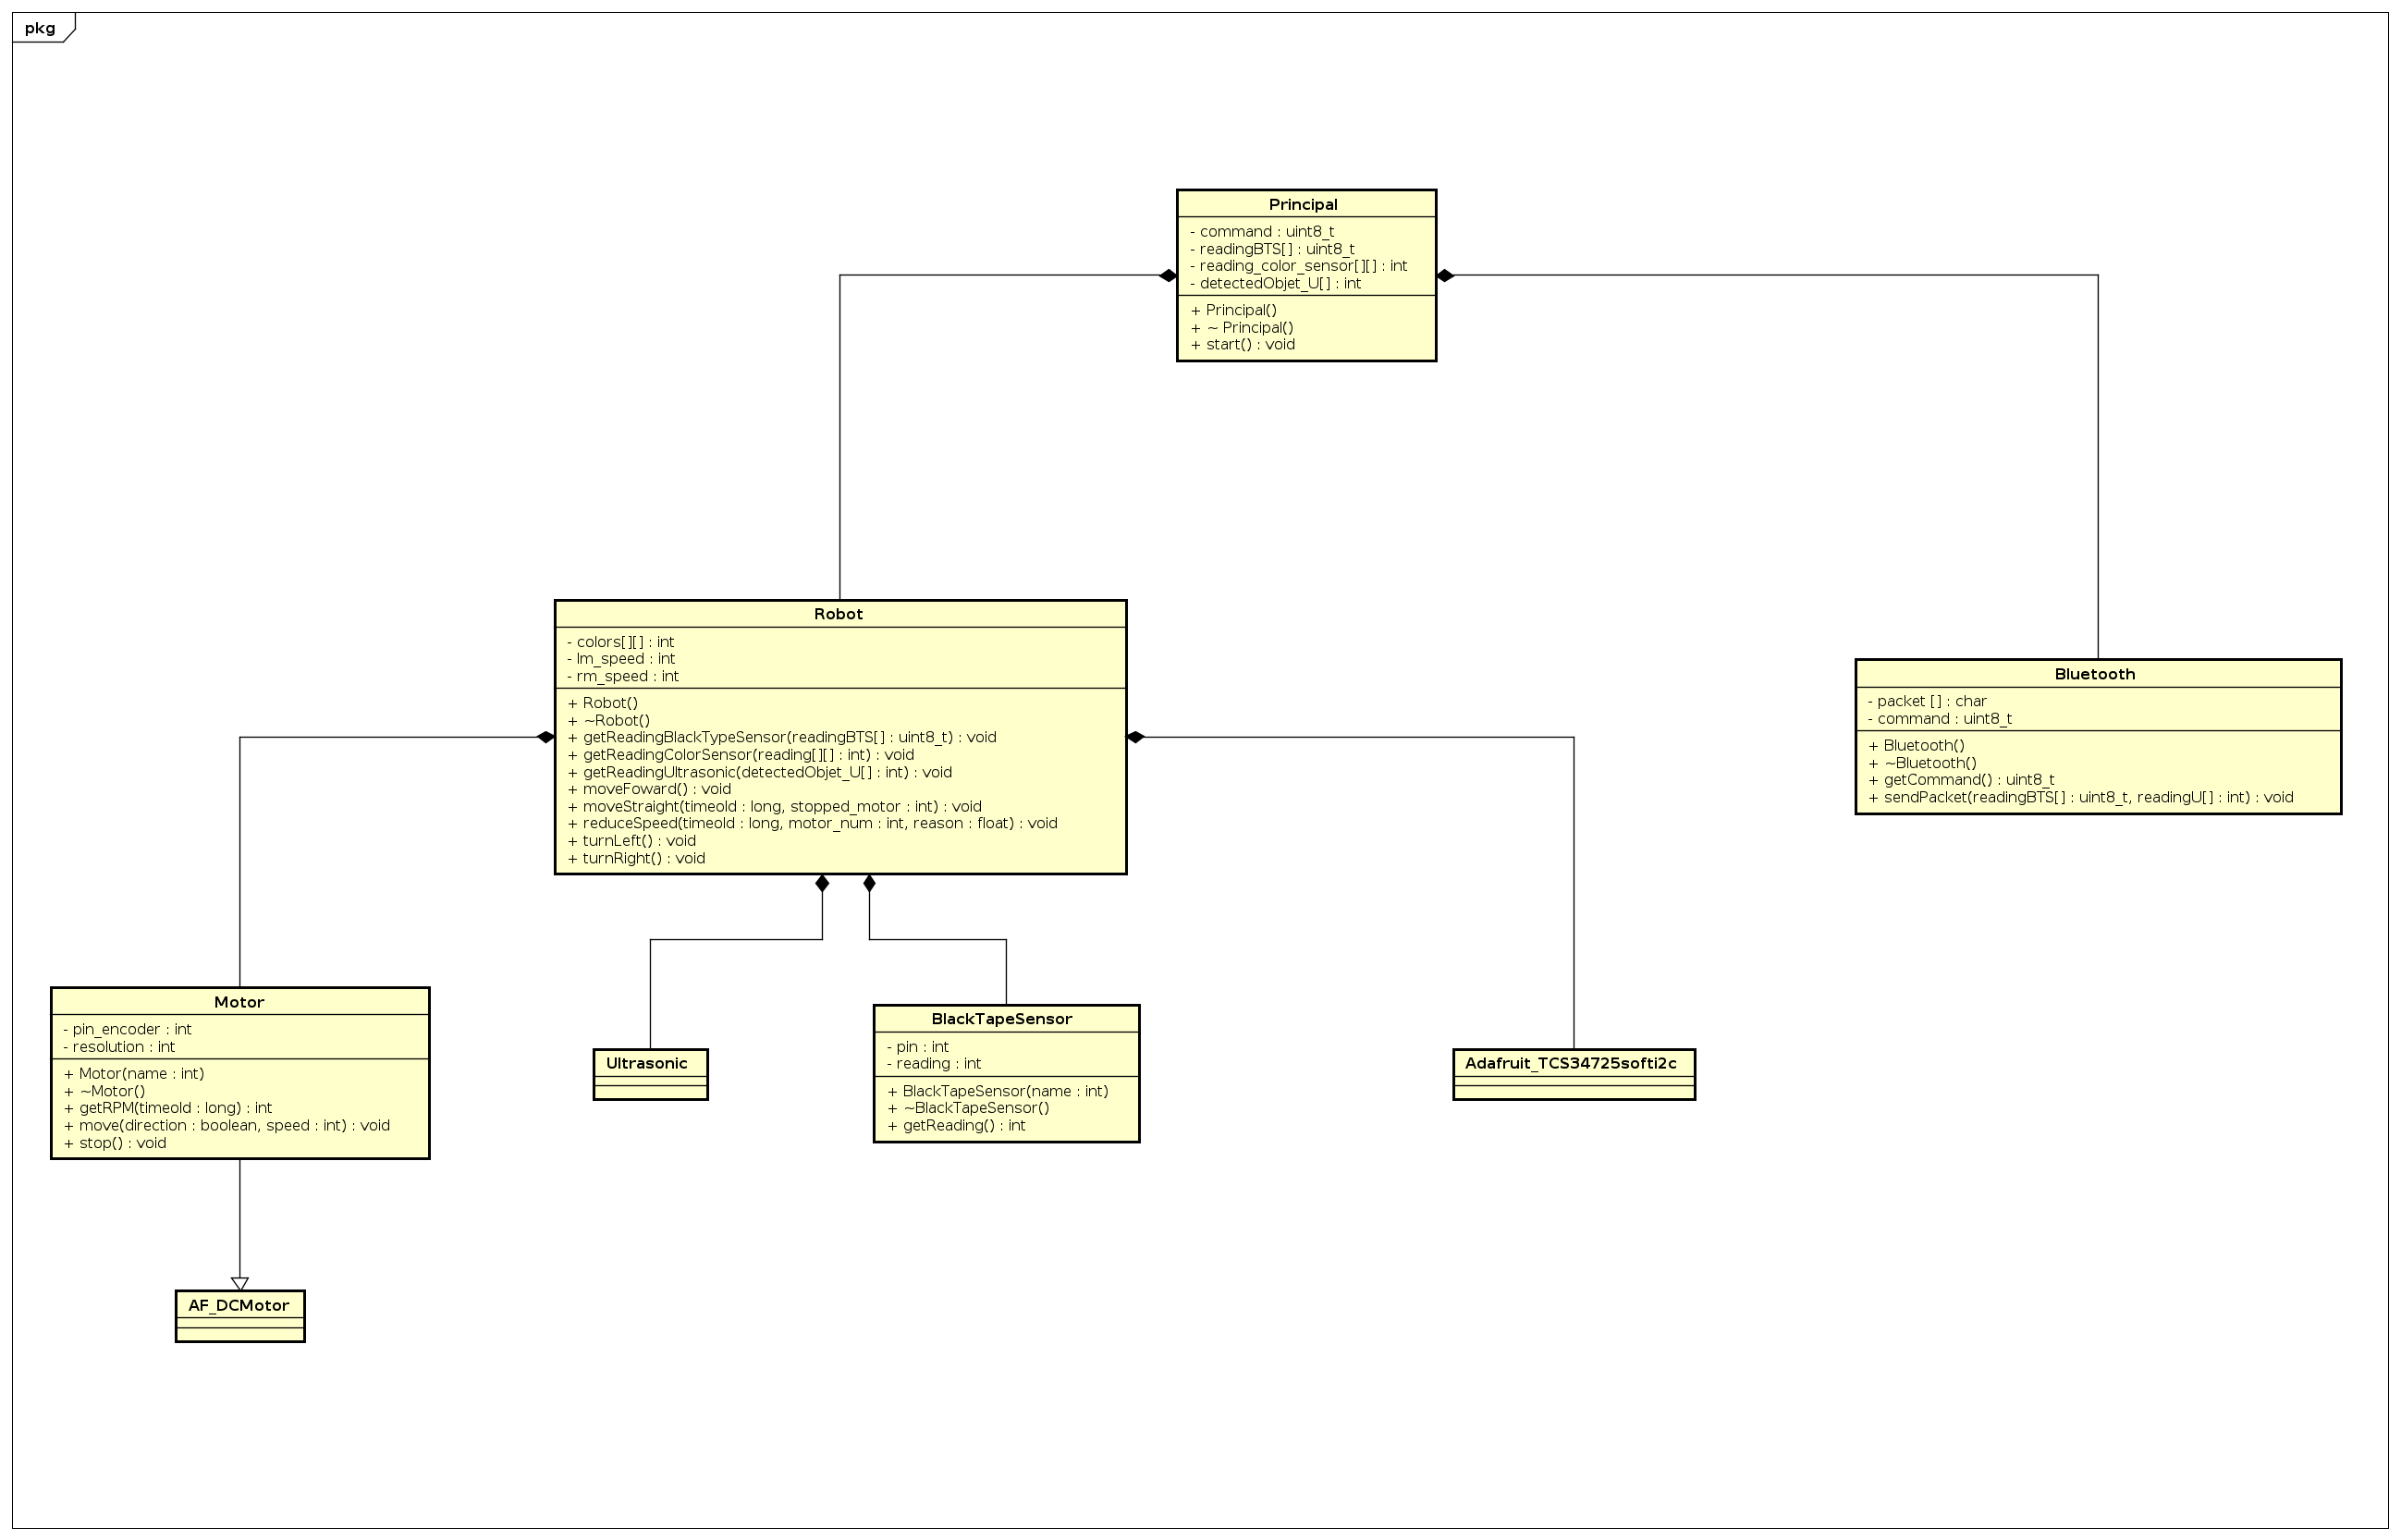 pkg
Principal
- command : uint8_t
- readingBTS[] : uint8_t
- reading_color_sensor[][] : int
- detectedObjet_U[] : int
+ Principal()
+ ~ Principal()
+ start() : void
Robot
- colors[][] : int
- lm_speed : int
- rm_speed : int
+ Robot()
+ ~Robot()
+ getReadingBlackTypeSensor(readingBTS[] : uint8_t) : void
+ getReadingColorSensor(reading[][] : int) : void
+ getReadingUltrasonic(detectedObjet_U[] : int) : void
+ moveFoward() : void
+ moveStraight(timeold : long, stopped_motor : int) : void
+ reduceSpeed(timeold : long, motor_num : int, reason : float) : void
+ turnLeft() : void
+ turnRight() : void
Bluetooth
- packet [] : char
- command : uint8_t
+ Bluetooth()
+ ~Bluetooth()
+ getCommand() : uint8_t
+ sendPacket(readingBTS[] : uint8_t, readingU[] : int) : void
Motor
- pin_encoder : int
- resolution : int
+ Motor(name : int)
+ ~Motor()
+ getRPM(timeold : long) : int
+ move(direction : boolean, speed : int) : void
+ stop() : void
Ultrasonic
BlackTapeSensor
- pin : int
- reading : int
+ BlackTapeSensor(name : int)
+ ~BlackTapeSensor()
+ getReading() : int
Adafruit_TCS34725softi2c
AF_DCMotor